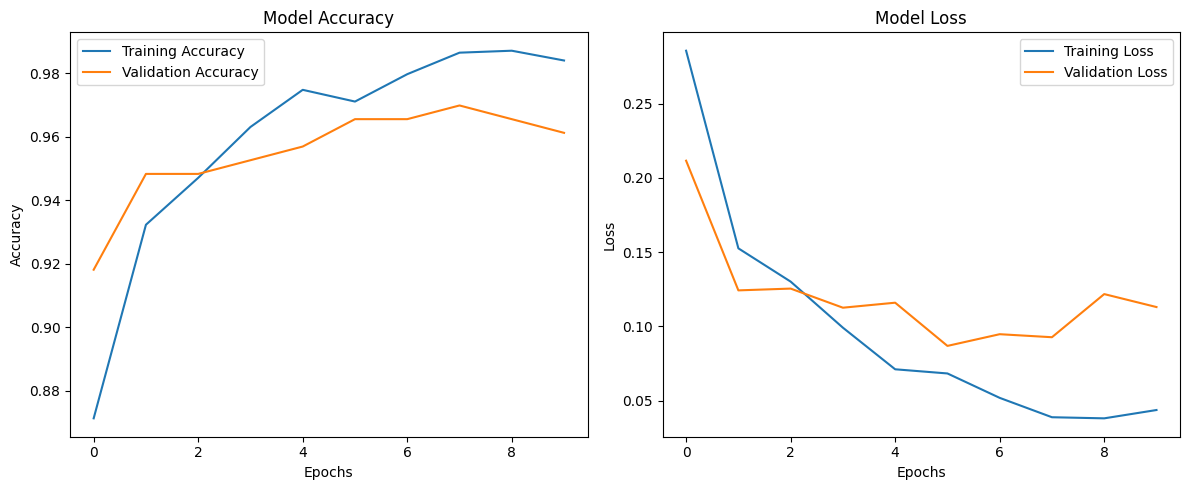 Model Accuracy
Training Accuracy
Validation Accuracy
0.98
0.96
0.94
0.92
0.90
0.88
Accuracy
0 2 4 6 8
Epochs
Model Loss
Training Loss
Validation Loss
0.25
0.20
0.15
0.10
0.05
Loss
0 2 4 6 8
Epochs